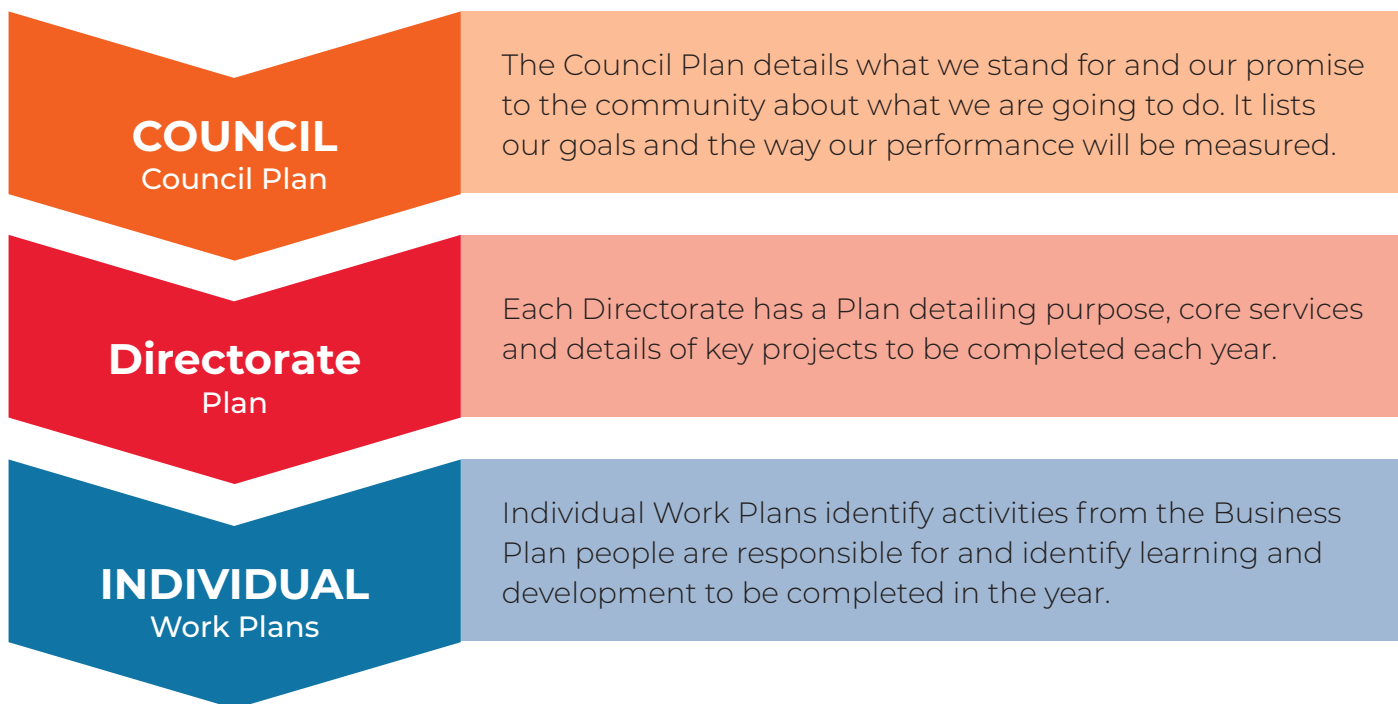 COUNCIL
Council Plan
The Council Plan details what we stand for and our promise
to the community about what we are going to do. It lists
our goals and the way our performance will be measured.
Directorate
Plan
Each Directorate has a Plan detailing purpose, core services
and details of key projects to be completed each year.
INDIVIDUAL
Work Plans
Individual Work Plans identify activities from the Business
Plan people are responsible for and identify learning and
development to be completed in the year.